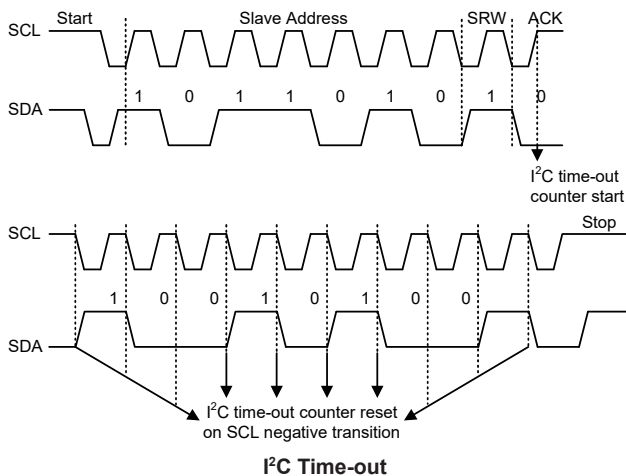 Start Slave Address SRW ACK
SCL
1 0 1 1 0 1 0 1 0
SDA
I²C time-out
counter start
Stop
SCL
1 0 0 1 0 1 0 0
SDA
I²C time-out counter reset
on SCL negative transition
I²C Time-out